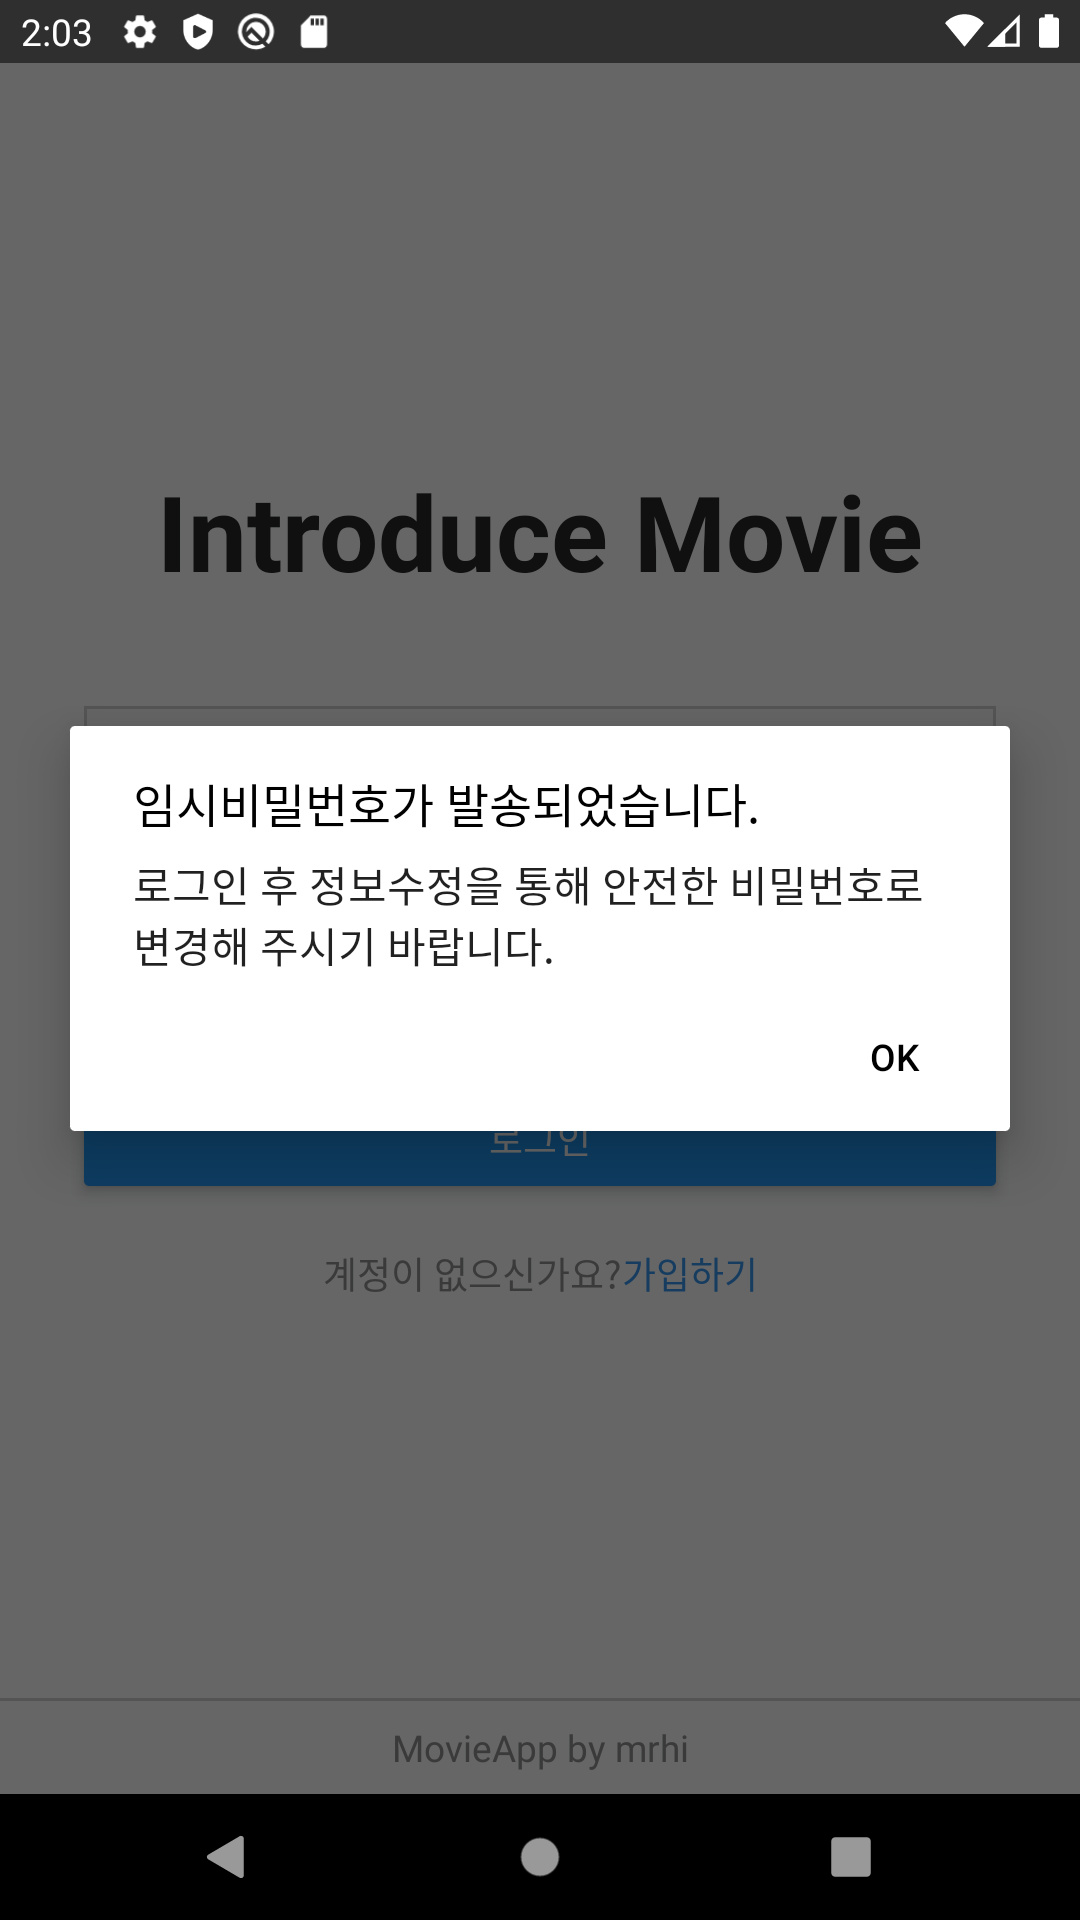 2:03
Introduce Movie
임시비밀번호가 발송되었습니다.
로그인 후 정보수정을 통해 안전한 비밀번호로
변경해 주시기 바랍니다.
OK
로그인
계정이 없으신가요?가입하기
MovieApp by mrhi